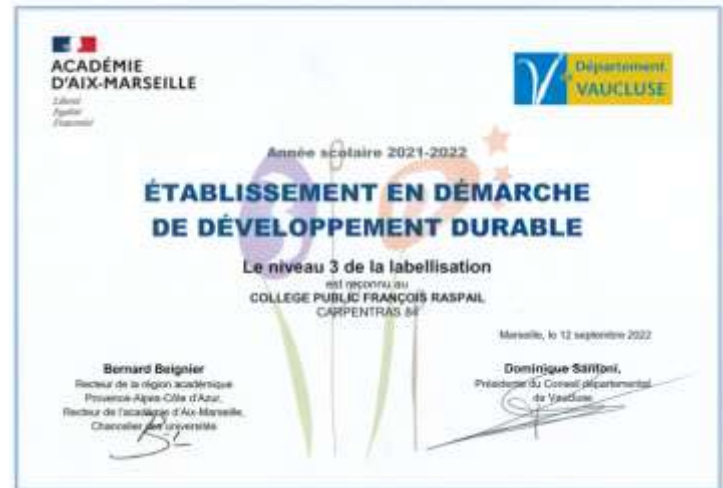 ACADÉMIE
D'AIX-MARSEILLE
Liberté
Égalité
Fraternité
Département
VAUCLUSE
Année scolaire 2021-2022
ÉTABLISSEMENT EN DÉMARCHE
DE DÉVELOPPEMENT DURABLE
Le niveau 3 de la labellisation
est reconnu au
COLLEGE PUBLIC FRANÇOIS RASPAIL
CARPENTRAS 84
Marseille, le 12 septembre 2022
Bernard Beignier
Recteur de la région académique
Provence-Alpes-Côte d'Azur,
Recteur de l'académie d'Aix-Marseille,
Chancelier des universités
Dominique Santoni,
Présidente du Conseil départemental
de Vaucluse